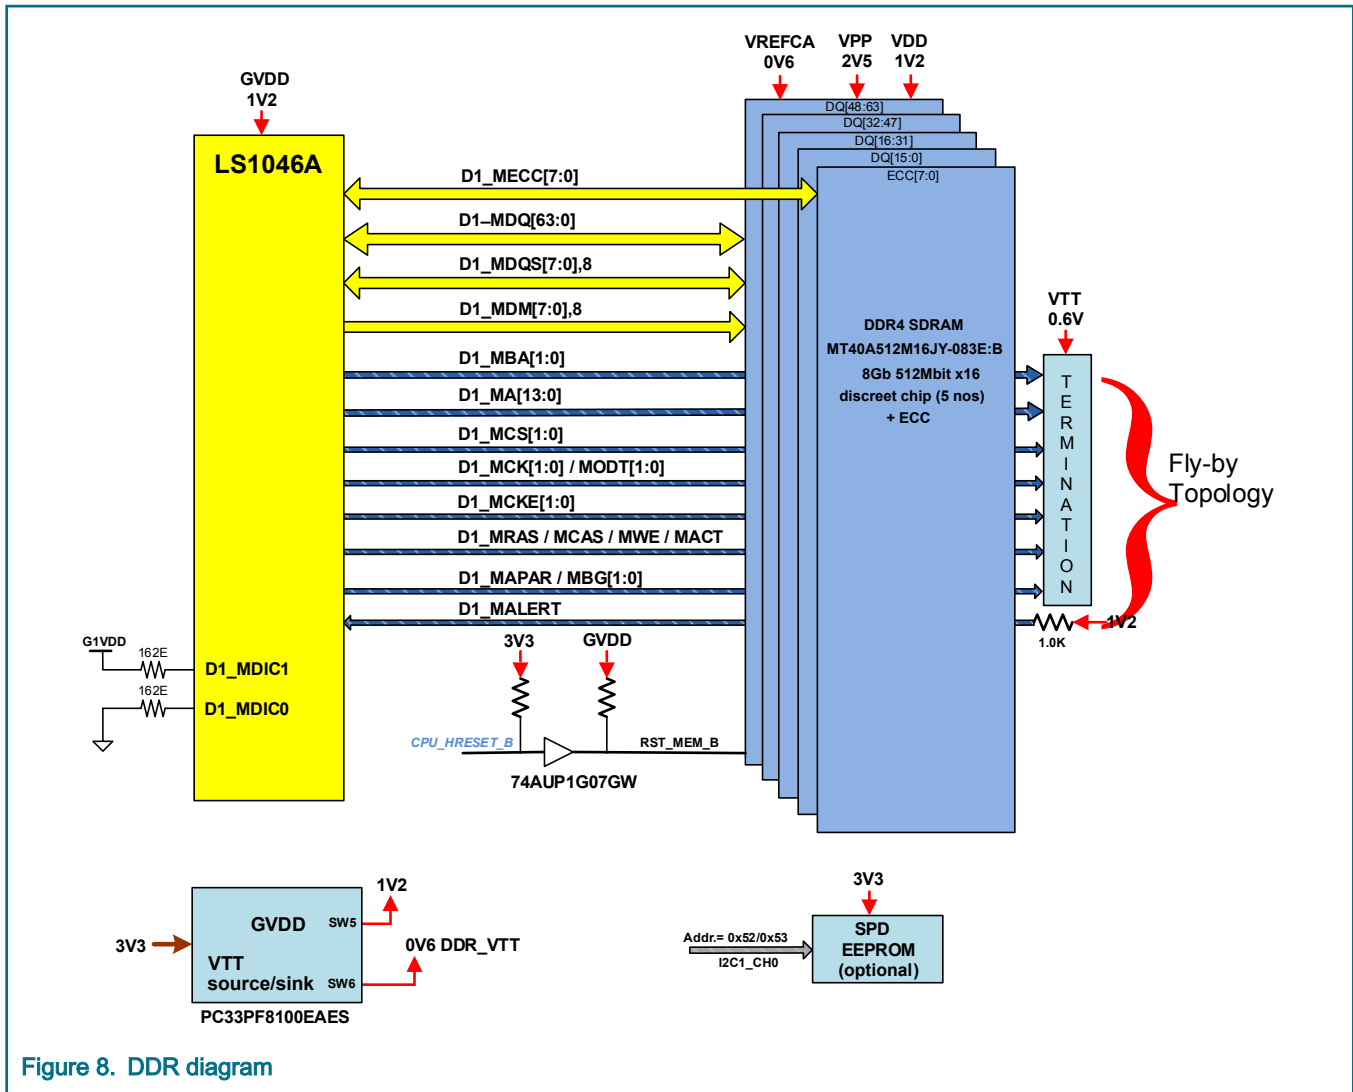 VREFCA
0V6
VPP
2V5
VDD
1V2
GVDD
1V2
LS1046A
DQ[48:63]
DQ[32:47]
DQ[16:31]
DQ[15:0]
ECC[7:0]
D1_MECC[7:0]
D1–MDQ[63:0]
D1_MDQS[7:0],8
D1_MDM[7:0],8
D1_MBA[1:0]
D1_MA[13:0]
D1_MCS[1:0]
D1_MCK[1:0] / MODT[1:0]
D1_MCKE[1:0]
D1_MRAS / MCAS / MWE / MACT
D1_MAPAR / MBG[1:0]
D1_MALERT
DDR4 SDRAM
MT40A512M16JY-083E:B
8Gb 512Mbit x16
discreet chip (5 nos)
+ ECC
VTT
0.6V
TERMINATION
Fly-by
Topology
1V2
1.0K
G1VDD
162E
D1_MDIC1
162E
D1_MDIC0
3V3
GVDD
CPU_HRESET_B
RST_MEM_B
74AUP1G07GW
3V3
GVDD
SW5
1V2
VTT
source/sink
SW6
0V6 DDR_VTT
PC33PF8100EAES
3V3
Addr.= 0x52/0x53
I2C1_CH0
SPD
EEPROM
(optional)
Figure 8. DDR diagram